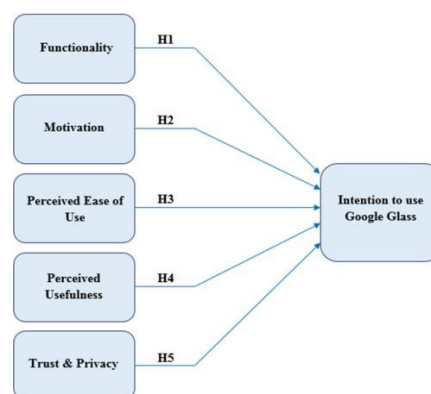 Functionality
H1
Motivation
H2
Perceived Ease of
Use
H3
Perceived
Usefulness
H4
Trust & Privacy
H5
Intention to use
Google Glass